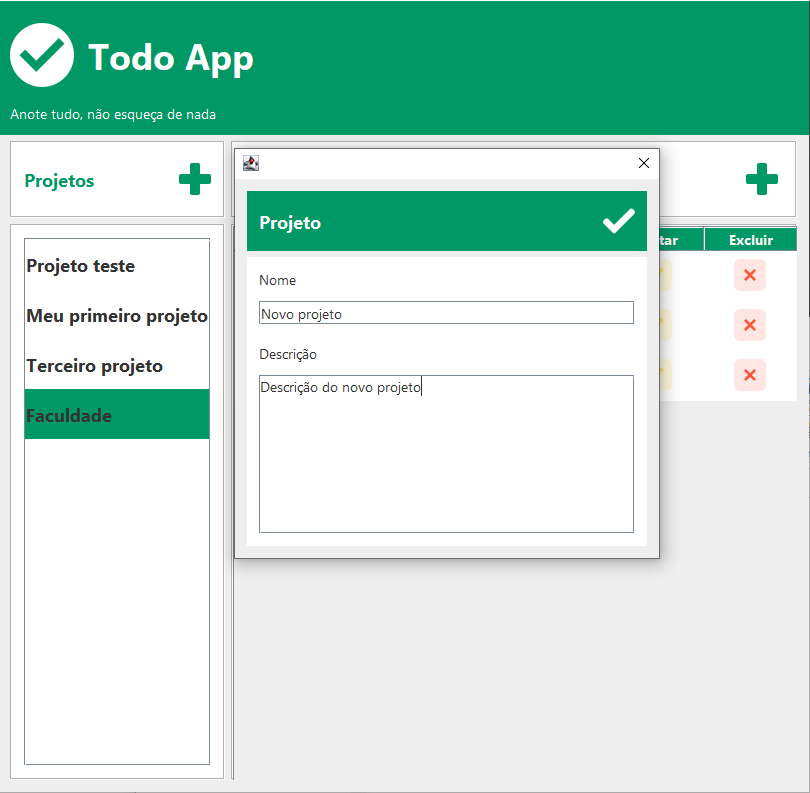 Todo App
Anote tudo, não esqueça de nada
Projetos
Projeto teste
Meu primeiro projeto
Terceiro projeto
Faculdade
Projeto
Nome
Novo projeto
Descrição
Descrição do novo projeto
tar
Excluir